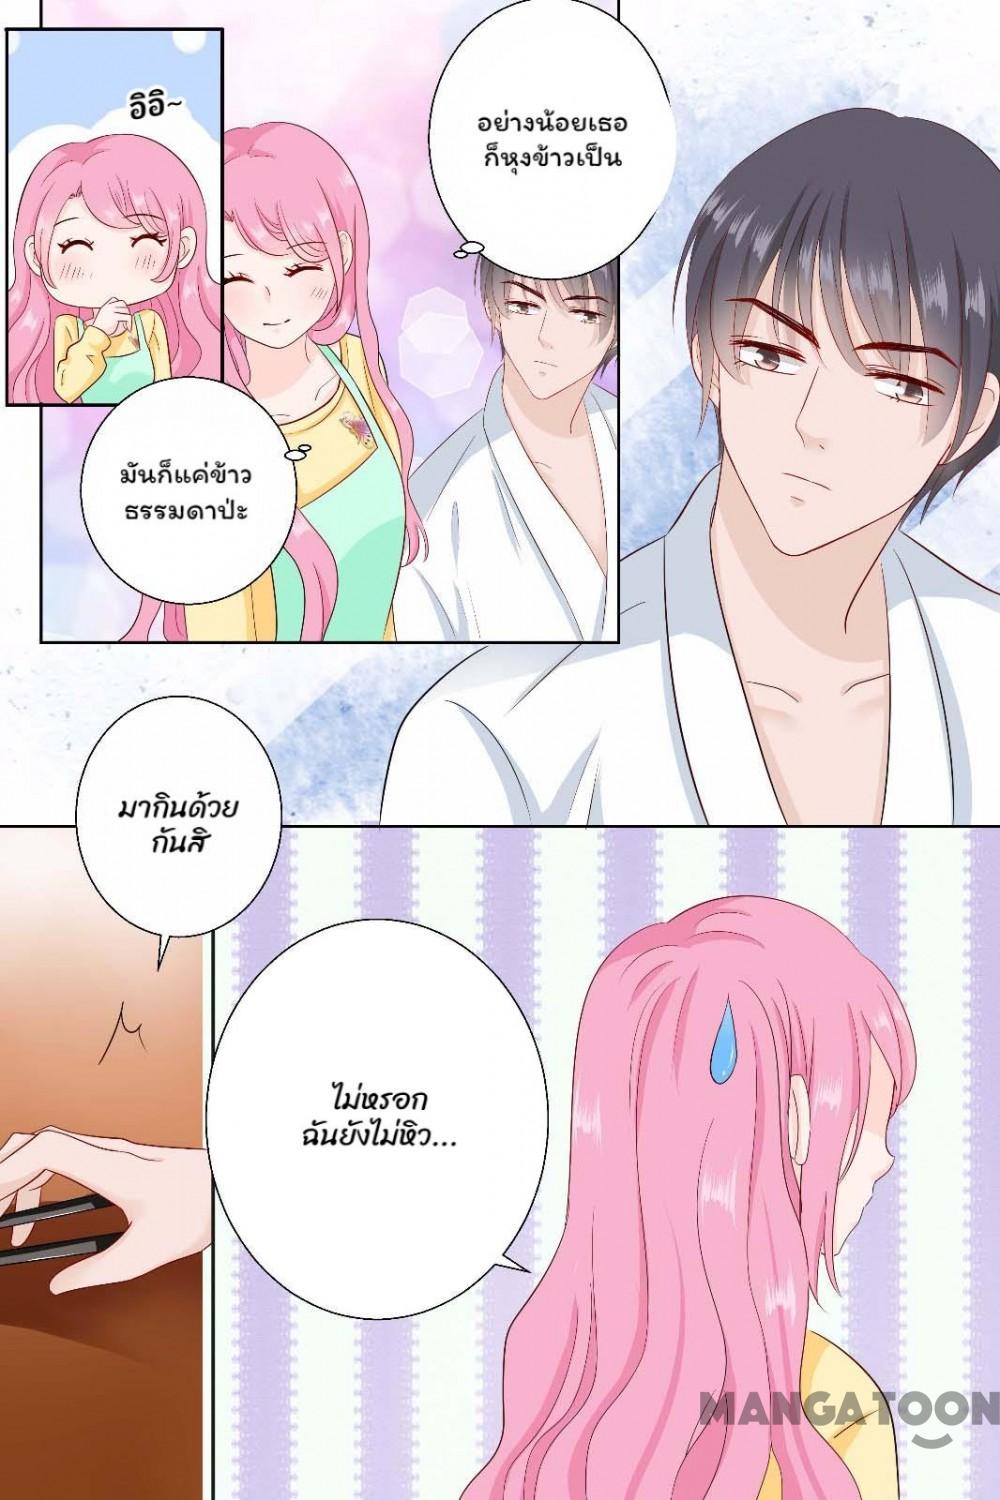 อิอิ~
อย่างน้อยเธอ
ก็หุงข้าวเป็น
มันก็แค่ข้าว
ธรรมดาป่ะ
มากินด้วย
กันสิ
ไม่หรอก
ฉันยังไม่หิว...
MANGATOON